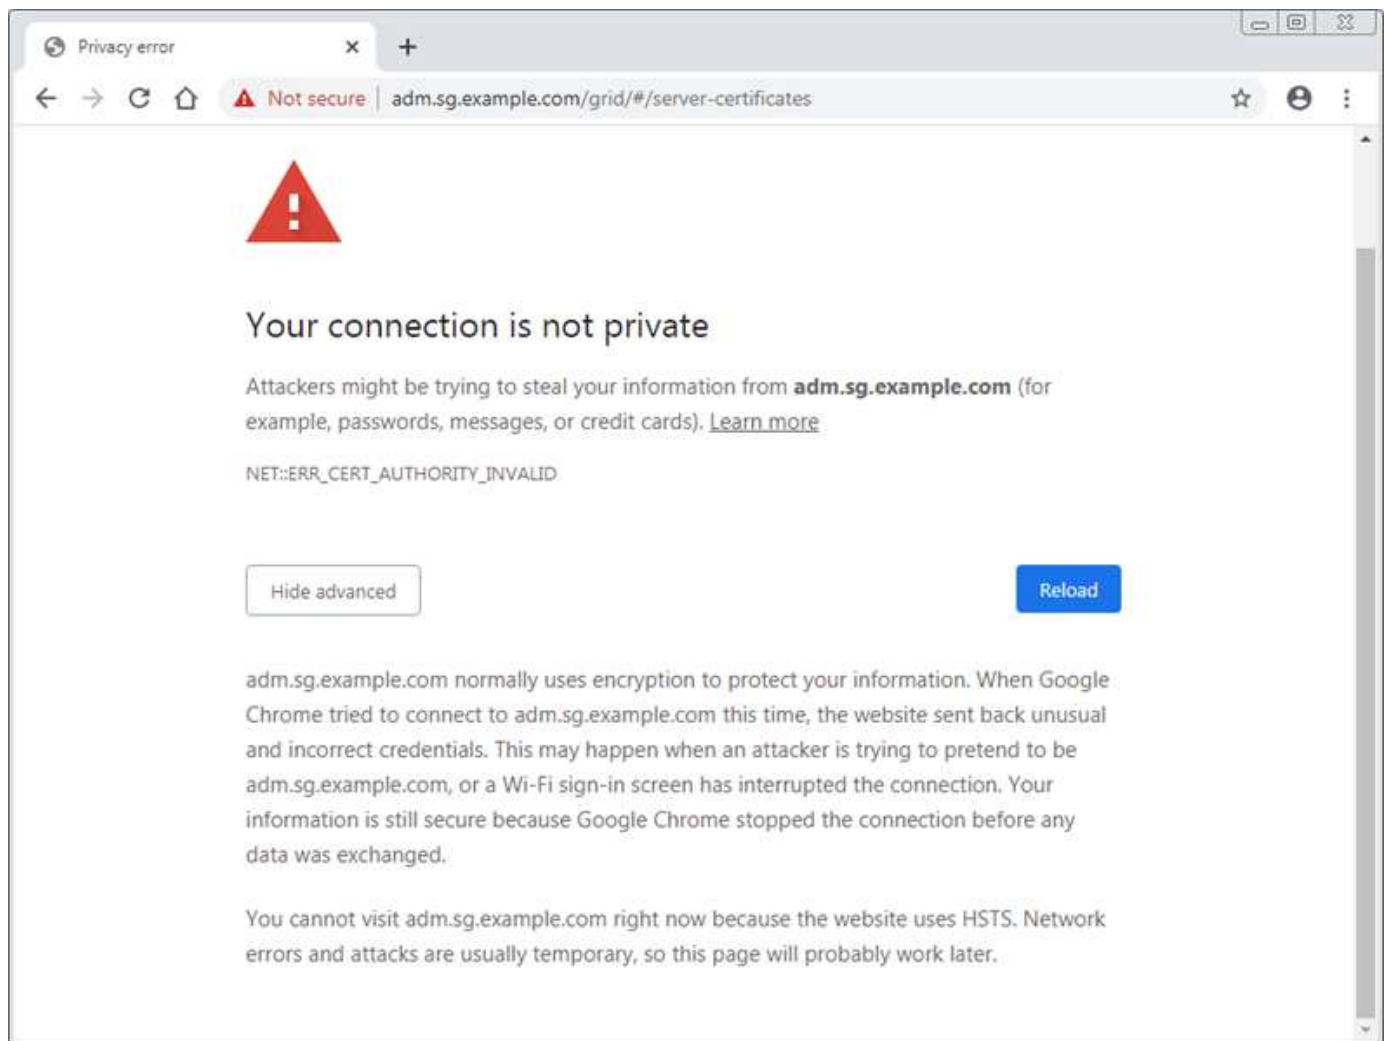 Privacy error
Not secure | adm.sg.example.com/grid/#/server-certificates
Your connection is not private
Attackers might be trying to steal your information from adm.sg.example.com (for
example, passwords, messages, or credit cards). Learn more
NET::ERR_CERT_AUTHORITY_INVALID
Hide advanced
Reload
adm.sg.example.com normally uses encryption to protect your information. When Google
Chrome tried to connect to adm.sg.example.com this time, the website sent back unusual
and incorrect credentials. This may happen when an attacker is trying to pretend to be
adm.sg.example.com, or a Wi-Fi sign-in screen has interrupted the connection. Your
information is still secure because Google Chrome stopped the connection before any
data was exchanged.
You cannot visit adm.sg.example.com right now because the website uses HSTS. Network
errors and attacks are usually temporary, so this page will probably work later.